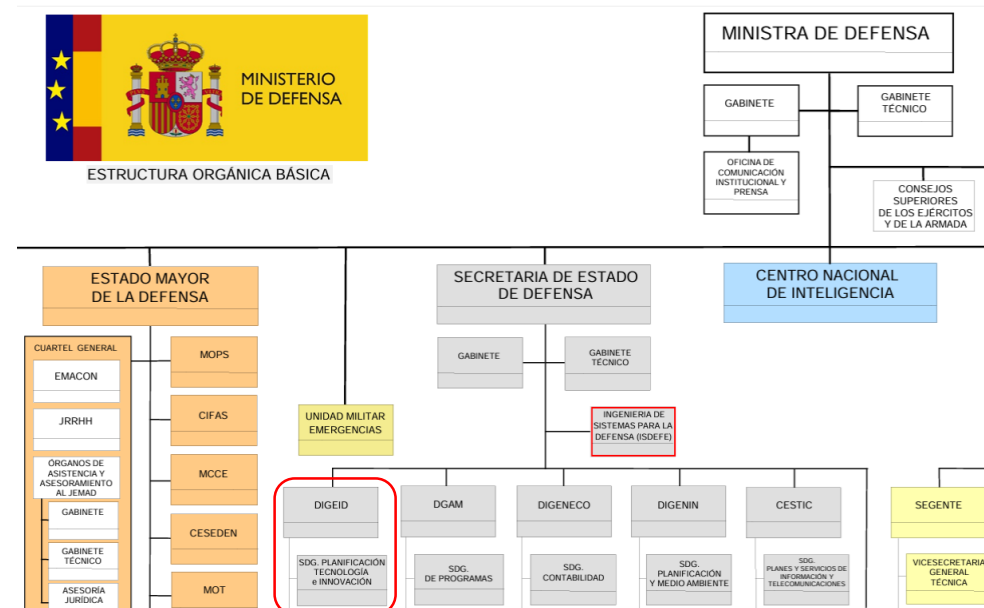 MINISTERIO
DE DEFENSA
ESTRUCTURA ORGÁNICA BÁSICA
MINISTRA DE DEFENSA
GABINETE
GABINETE
TÉCNICO
OFICINA DE
COMUNICACIÓN
INSTITUCIONAL Y
PRENSA
CONSEJOS
SUPERIORES
DE LOS EJÉRCITOS
Y DE LA ARMADA
ESTADO MAYOR
DE LA DEFENSA
SECRETARIA DE ESTADO
DE DEFENSA
CENTRO NACIONAL
DE INTELIGENCIA
CUARTEL GENERAL
EMACON
JRRHH
ÓRGANOS DE
ASISTENCIA Y
ASESORAMIENTO
AL JEMAD
GABINETE
GABINETE
TÉCNICO
ASESORÍA
JURÍDICA
MOPS
CIFAS
MCCE
CESEDEN
MOT
UNIDAD MILITAR
EMERGENCIAS
GABINETE
GABINETE
TÉCNICO
INGENIERIA DE
SISTEMAS PARA LA
DEFENSA (ISDEFE)
DIGEID
SDG. PLANIFICACIÓN
TECNOLOGÍA
e INNOVACIÓN
DGAM
SDG.
DE PROGRAMAS
DIGENECO
SDG.
CONTABILIDAD
DIGENIN
SDG.
PLANIFICACIÓN
Y MEDIO AMBIENTE
CESTIC
SDG.
PLANES Y SERVICIOS DE
INFORMACIÓN Y
TELECOMUNICACIONES
SEGENTE
VICESECRETARIA
GENERAL
TÉCNICA